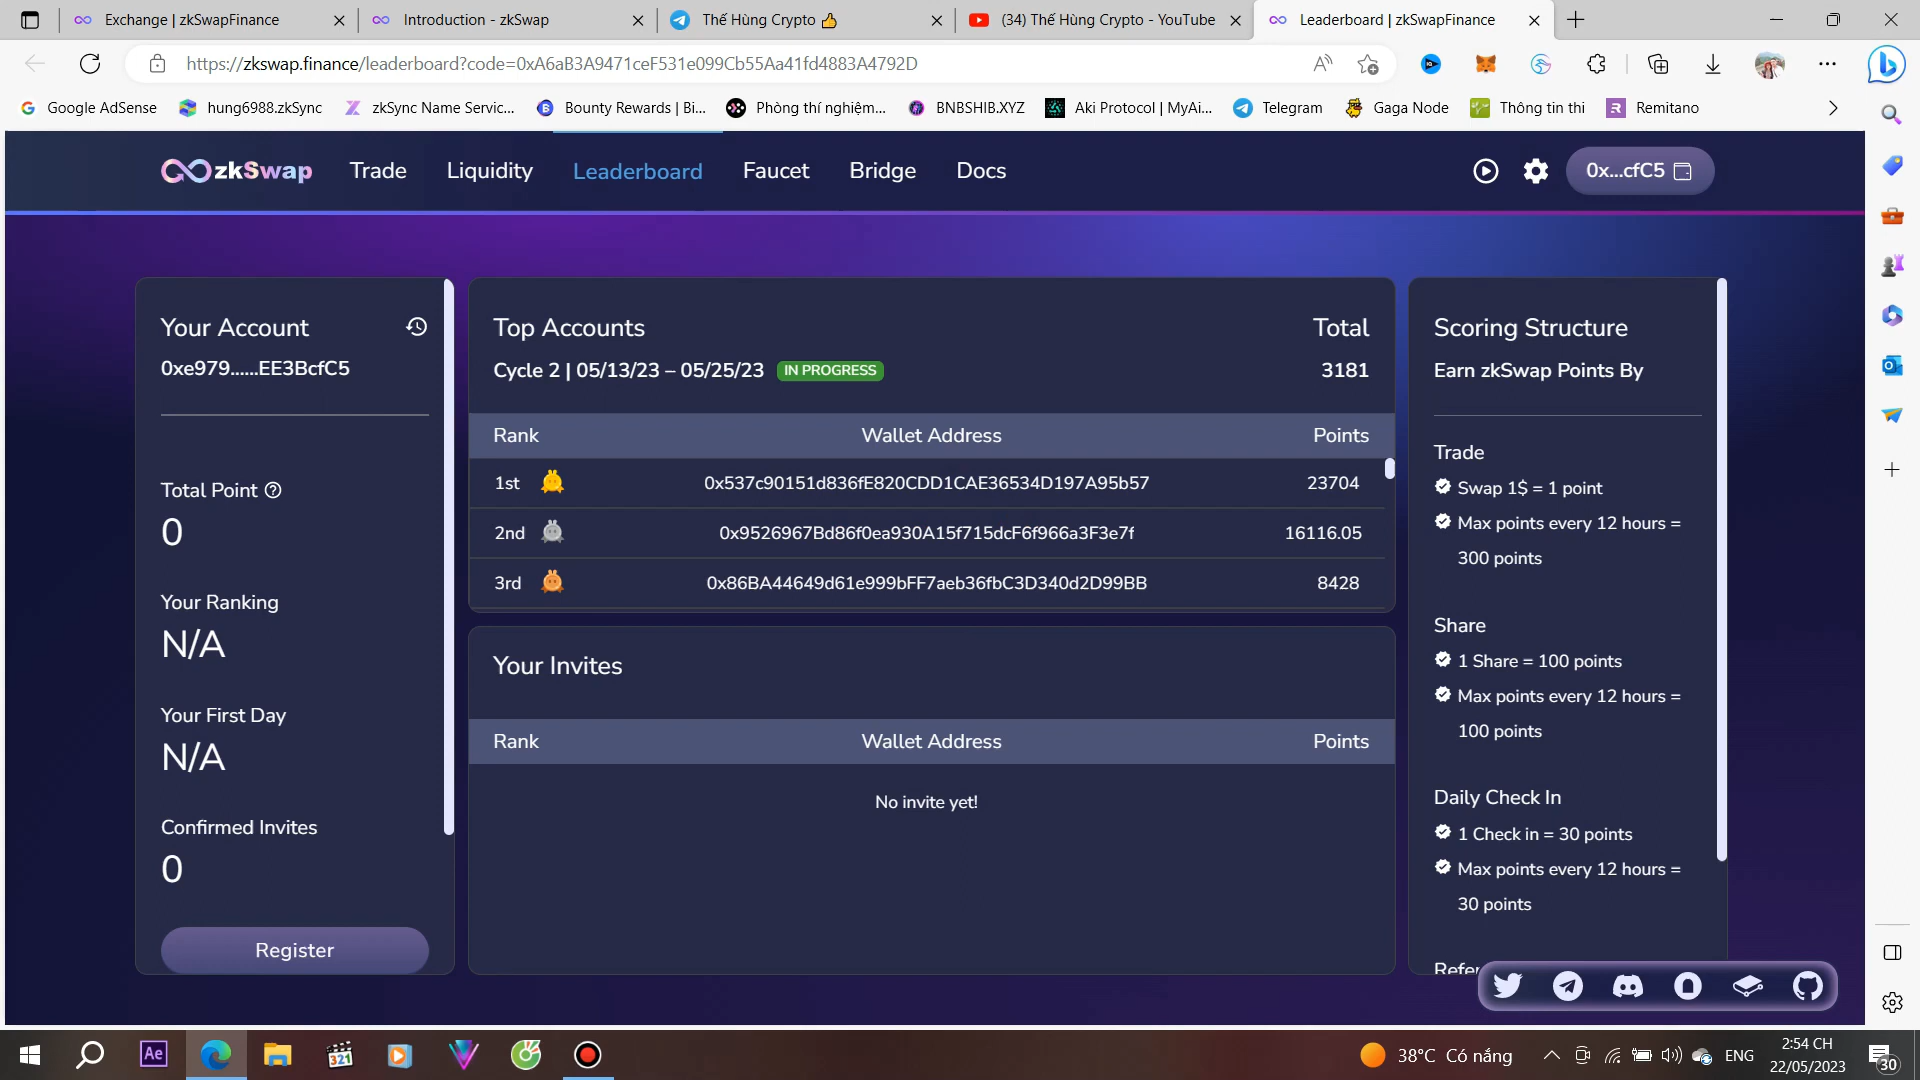 Exchange | zkSwapFinance
Introduction - zkSwap
Thế Hùng Crypto 👍
(34) Thế Hùng Crypto - YouTube
Leaderboard | zkSwapFinance
https://zkswap.finance/leaderboard?code=0xA6aB3A9471ceF531e099Cb55Aa41fd4883A4792D
Google AdSense
hung6988.zkSync
zkSync Name Servic...
Bounty Rewards | Bi...
Phòng thí nghiệm...
BNBSHIB.XYZ
Aki Protocol | MyAi...
Telegram
Gaga Node
Thông tin thi
Remitano
zkSwap
Trade
Liquidity
Leaderboard
Faucet
Bridge
Docs
0x...cfC5
Your Account
0xe979......EE3BcfC5
Total Point
0
Your Ranking
N/A
Your First Day
N/A
Confirmed Invites
0
Register
Top Accounts
Total
Cycle 2 | 05/13/23 – 05/25/23 IN PROGRESS
3181
Rank Wallet Address Points
1st 0x537c90151d836fE820CDD1CAE36534D197A95b57 23704
2nd 0x9526967Bd86f0ea930A15f715dcF6f966a3F3e7f 16116.05
3rd 0x86BA44649d61e999bFF7aeb36fbC3D340d2D99BB 8428
Your Invites
Rank Wallet Address Points
No invite yet!
Scoring Structure
Earn zkSwap Points By
Trade
Swap 1$ = 1 point
Max points every 12 hours =
300 points
Share
1 Share = 100 points
Max points every 12 hours =
100 points
Daily Check In
1 Check in = 30 points
Max points every 12 hours =
30 points
Ae
321
38°C Có nắng
ENG
2:54 CH
22/05/2023
30